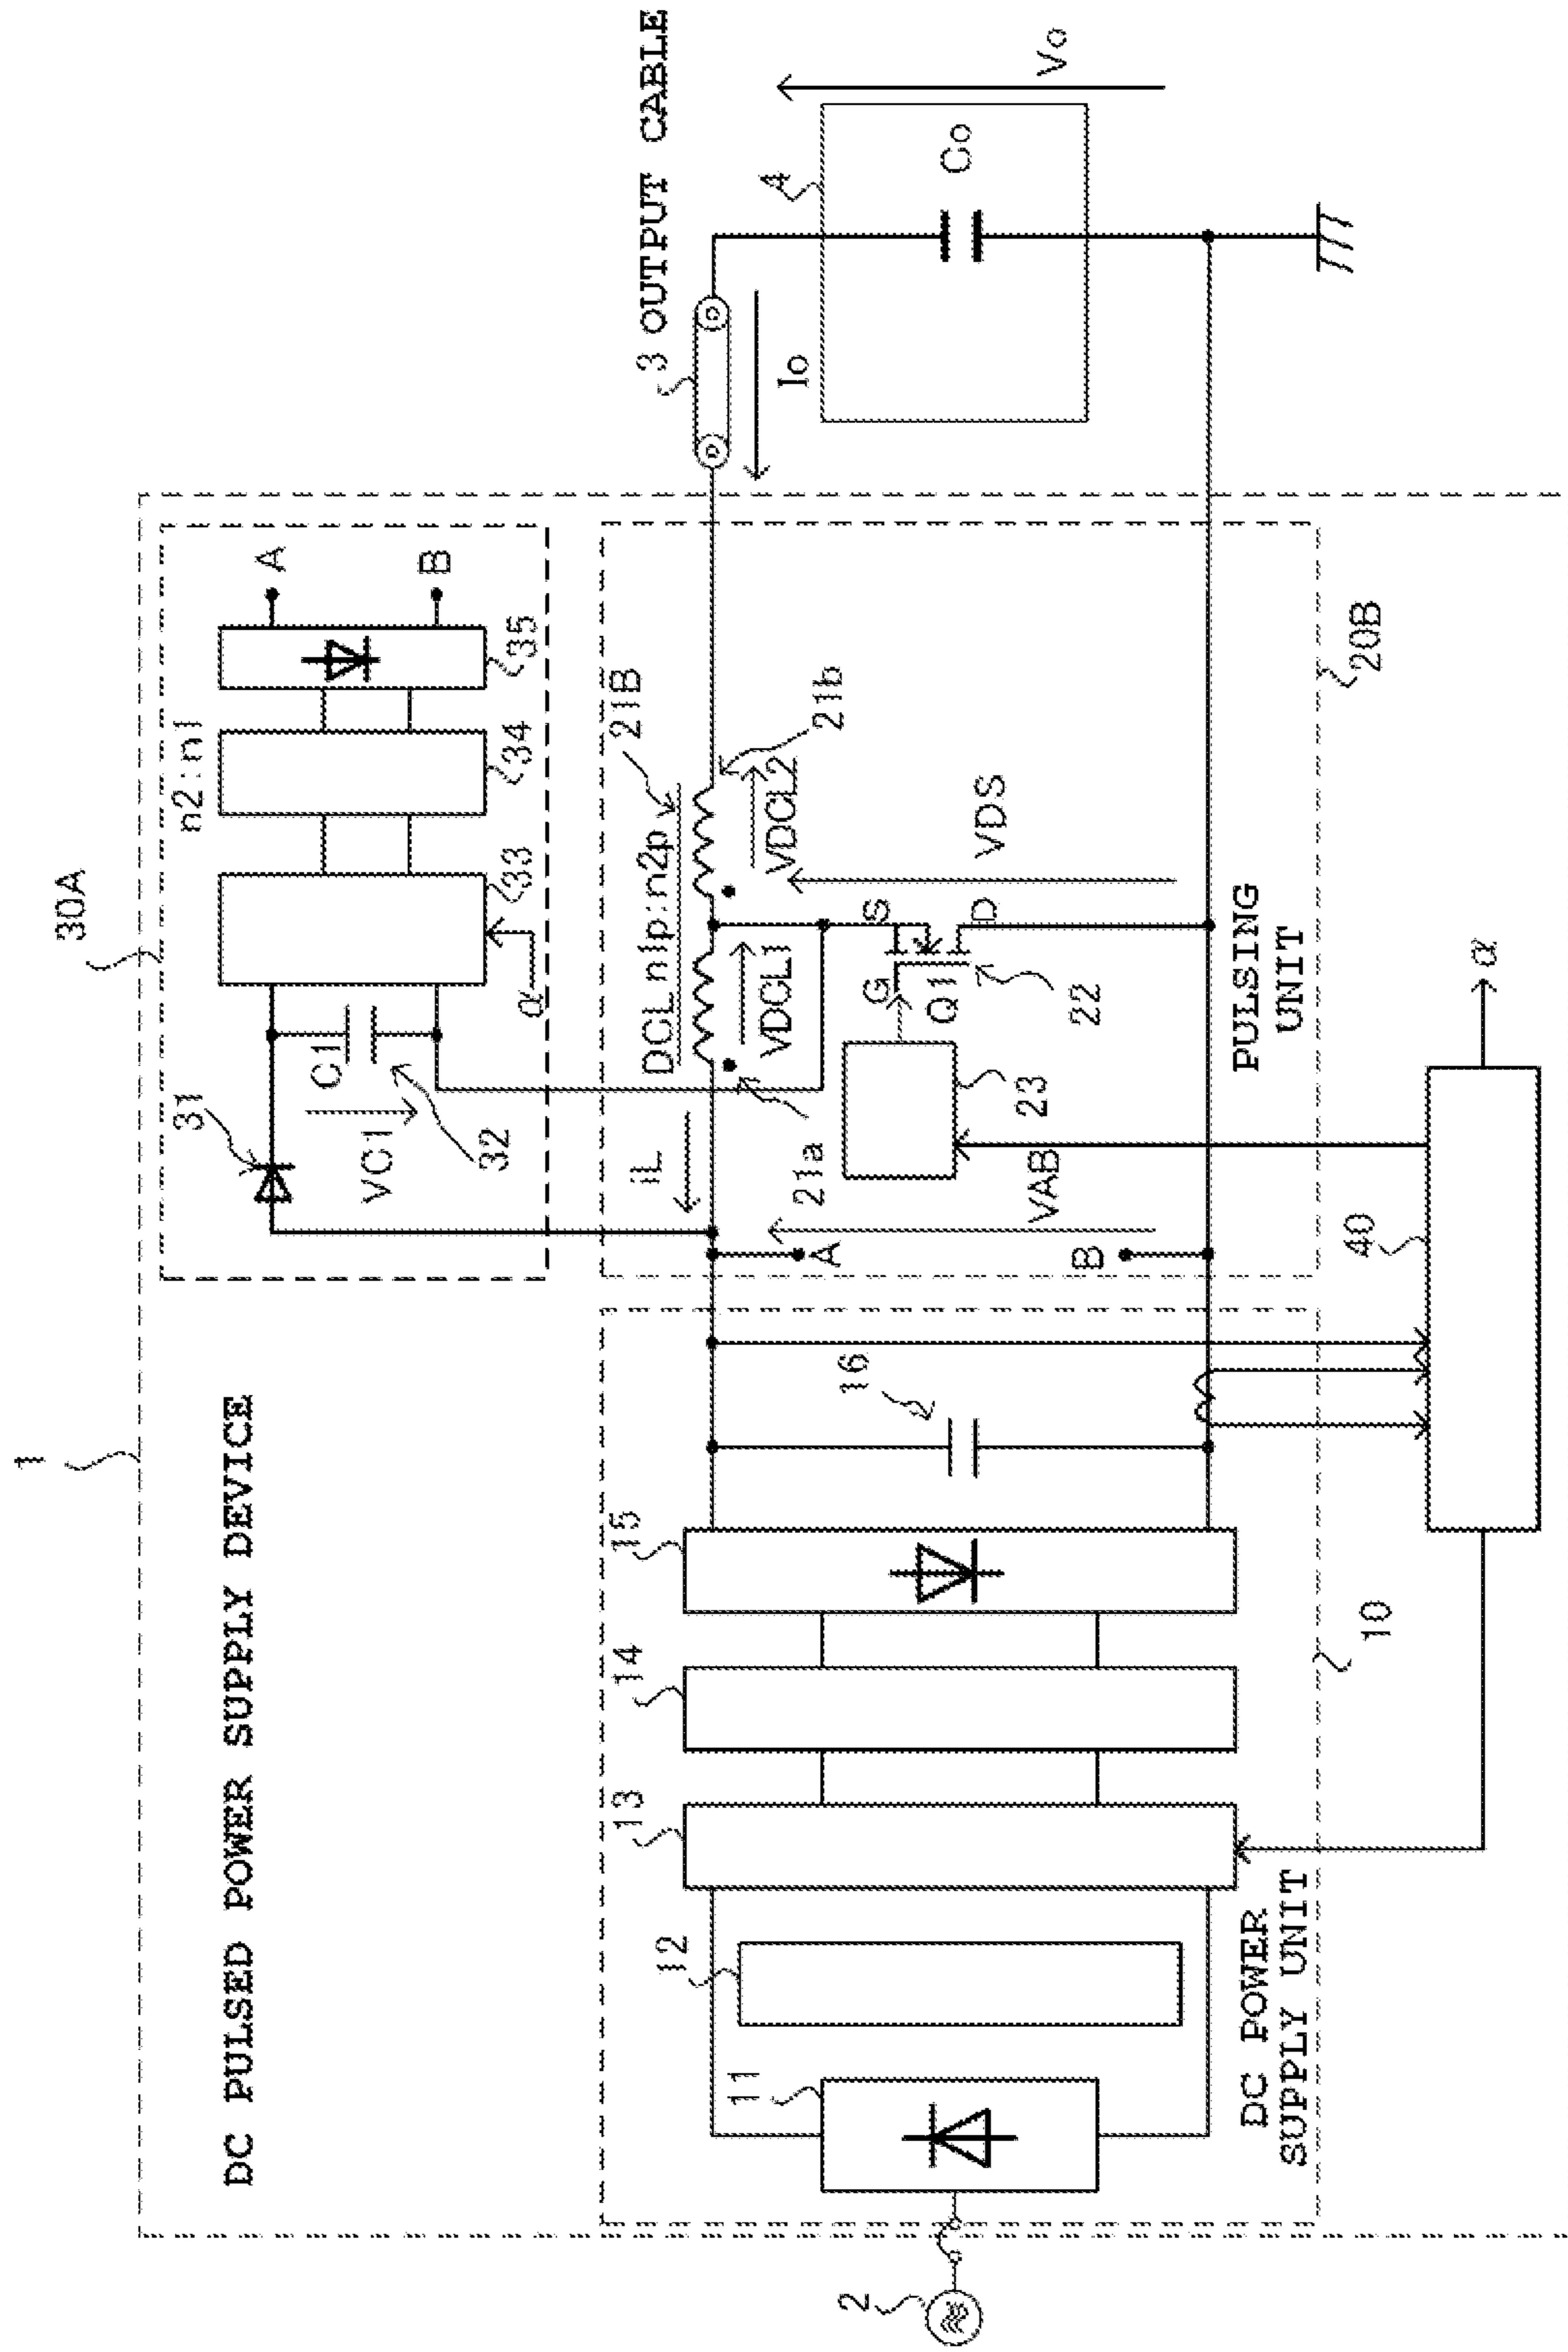 1
DC PULSED POWER SUPPLY DEVICE
30A
31
VC1
C1
32
α
33
n2:n1
34
35
A
B
iL
DCL n1p:n2p
21B
21a
VDCL1
VDCL2
21b
3 OUTPUT CABLE
Io
4
Co
Vo
2
11
12
13
14
15
16
A
B
VAB
23
G
Q1
S
D
22
VDS
PULSING
UNIT
20B
DC POWER
SUPPLY UNIT
10
40
α